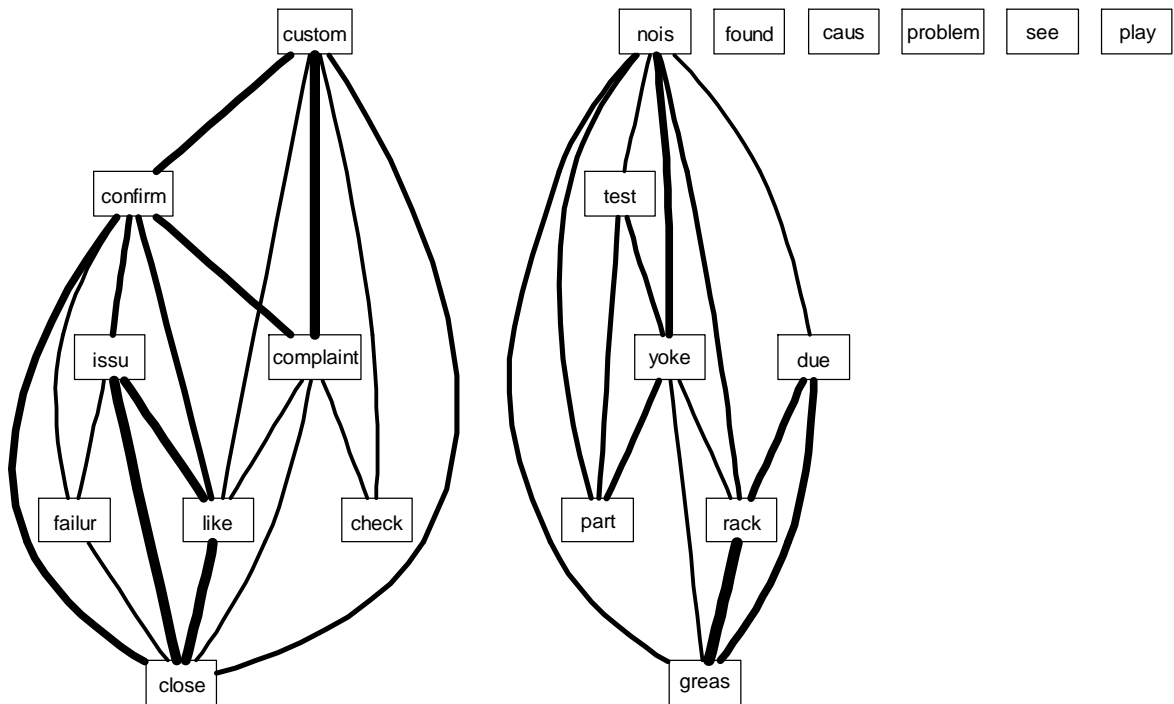 custom
nois
found
caus
problem
see
play
confirm
test
issu
complaint
yoke
due
failur
like
check
part
rack
close
greas